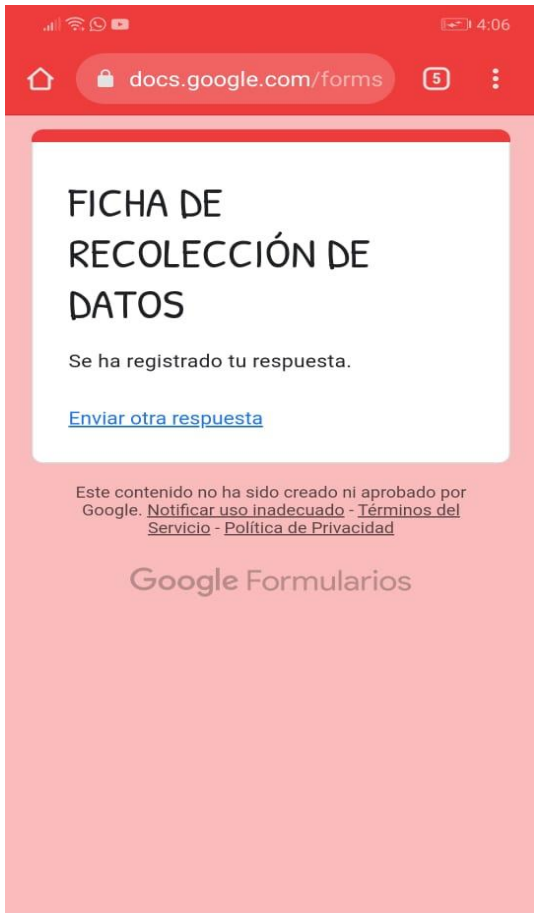 4:06
docs.google.com/forms
5
FICHA DE
RECOLECCIÓN DE
DATOS
Se ha registrado tu respuesta.
Enviar otra respuesta
Este contenido no ha sido creado ni aprobado por
Google. Notificar uso inadecuado - Términos del
Servicio - Política de Privacidad
Google Formularios